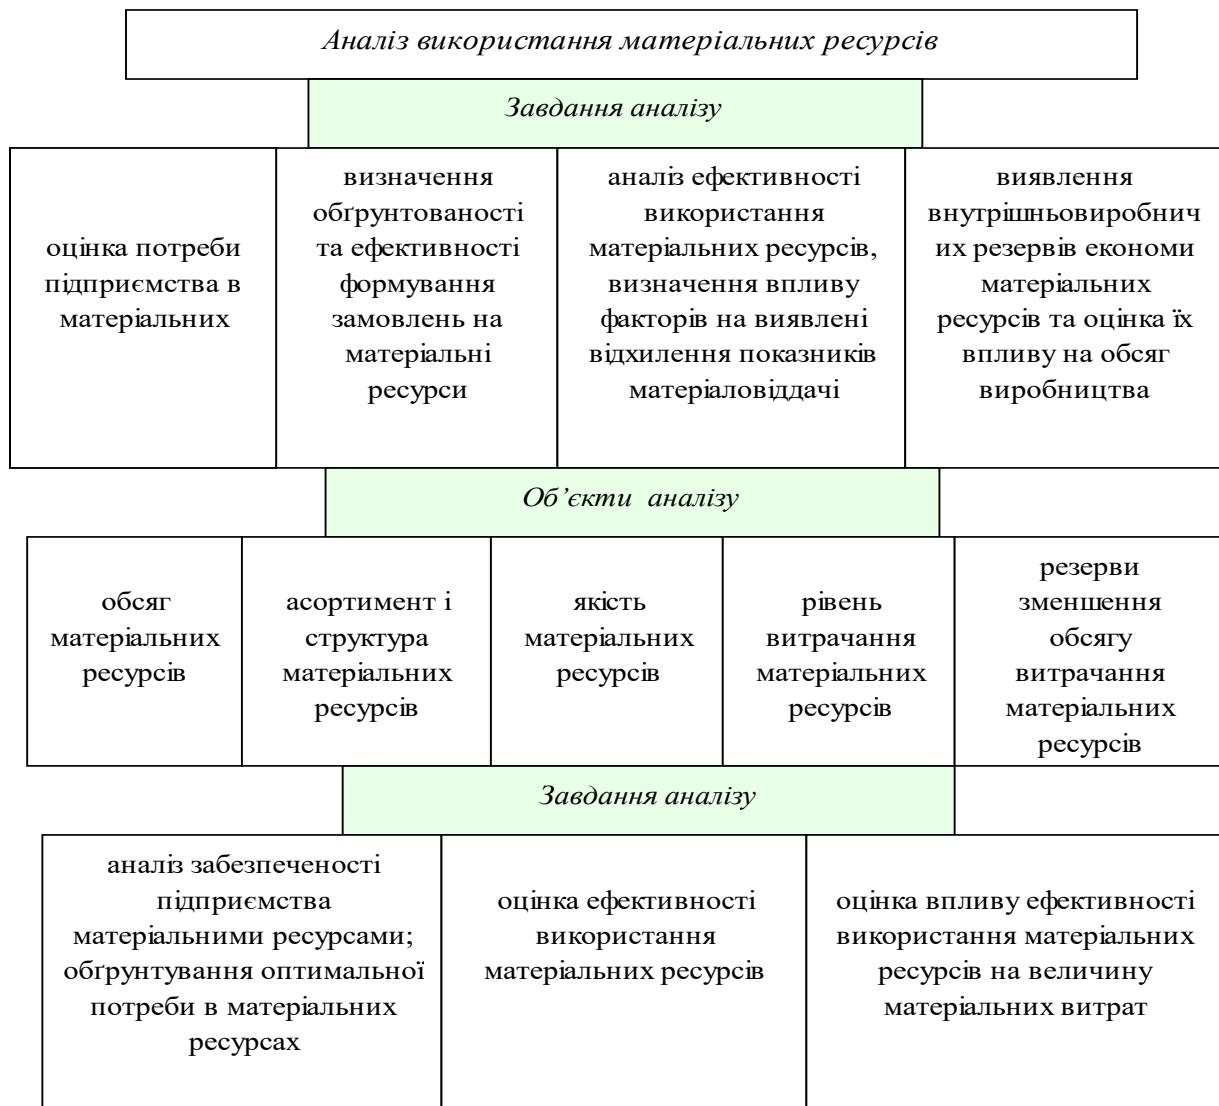 Аналіз використання матеріальних ресурсів
Завдання аналізу
оцінка потреби
підприємства в
матеріальних
визначення
обґрунтованості
та ефективності
формування
замовлень на
матеріальні
ресурси
аналіз ефективності
використання
матеріальних ресурсів,
визначення впливу
факторів на виявлені
відхилення показників
матеріаловіддачі
виявлення
внутрішньовиробнич
их резервів економи
матеріальних
ресурсів та оцінка їх
впливу на обсяг
виробництва
Об’єкти аналізу
обсяг
матеріальних
ресурсів
асортимент і
структура
матеріальних
ресурсів
якість
матеріальних
ресурсів
рівень
витрачання
матеріальних
ресурсів
резерви
зменшення
обсягу
витрачання
матеріальних
ресурсів
Завдання аналізу
аналіз забезпеченості
підприємства
матеріальними ресурсами;
обґрунтування оптимальної
потреби в матеріальних
ресурсах
оцінка ефективності
використання
матеріальних ресурсів
оцінка впливу ефективності
використання матеріальних
ресурсів на величину
матеріальних витрат